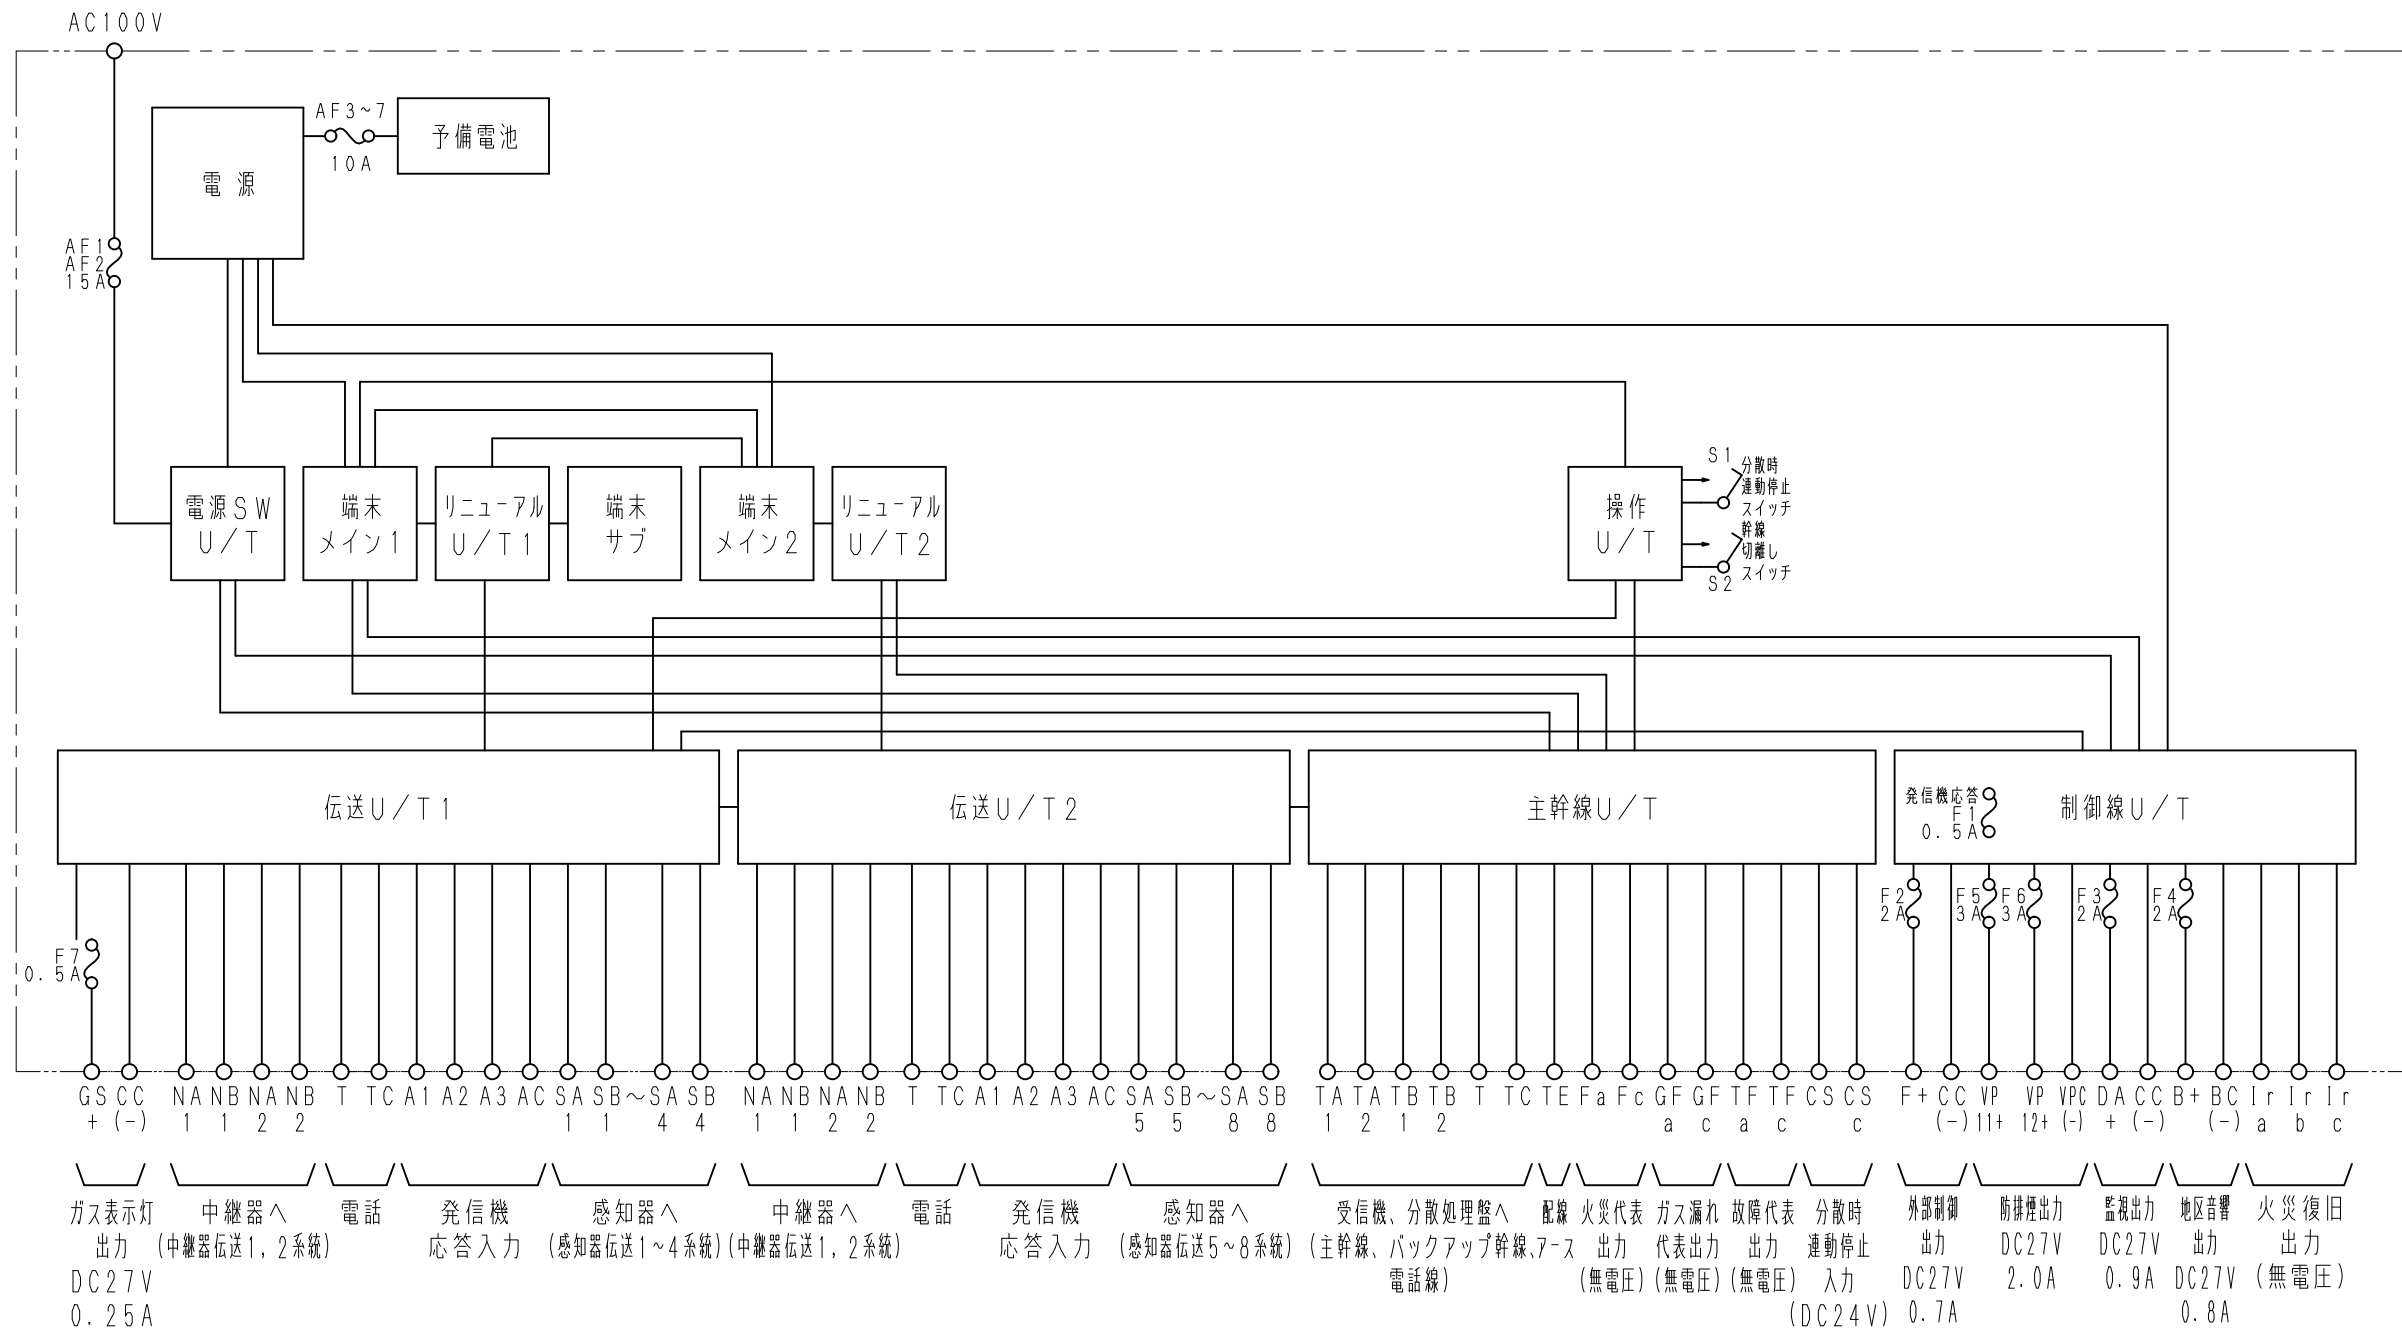 AC100V
AF3~7
10A
予備電池
電源
AF1
AF2
15A
電源SW
U/T
端末
メイン1
リニューアル
U/T1
端末
サブ
端末
メイン2
リニューアル
U/T2
操作
U/T
S1
分散時
連動停止
スイッチ
幹線
切離し
スイッチ
S2
伝送U/T1
伝送U/T2
主幹線U/T
発信機応答
F1
0.5A
制御線U/T
F7
0.5A
F2
2A
F5
3A
F6
3A
F3
2A
F4
2A
GS CC NA NB NA NB T TC A1 A2 A3 AC SA SB~SA SB NA NB NA NB T TC A1 A2 A3 AC SA SB~SA SB TA TA TB TB T TC TE Fa Fc GF GF TF TF CS CS F+ CC VP VP VPC DA CC B+ BC Ir Ir Ir
+ (-) 1 1 2 2 1 1 4 4 1 1 2 2 5 5 8 8 1 2 1 2 a c a c c (-) 11+ 12+ (-) + (-) (-) a b c
ガス表示灯
出力
DC27V
0.25A
中継器へ
(中継器伝送1,2系統)
電話
発信機
応答入力
感知器へ
(感知器伝送1~4系統)
中継器へ
(中継器伝送1,2系統)
電話
発信機
応答入力
感知器へ
(感知器伝送5~8系統)
受信機、分散処理盤へ
(主幹線、バックアップ幹線、
電話線)
配線
アース
火災代表
出力
(無電圧)
ガス漏れ
代表出力
(無電圧)
故障代表
出力
(無電圧)
分散時
連動停止
入力
(DC24V)
外部制御
出力
DC27V
0.7A
防排煙出力
DC27V
2.0A
監視出力
DC27V
0.9A
地区音響
出力
DC27V
0.8A
火災復旧
出力
(無電圧)